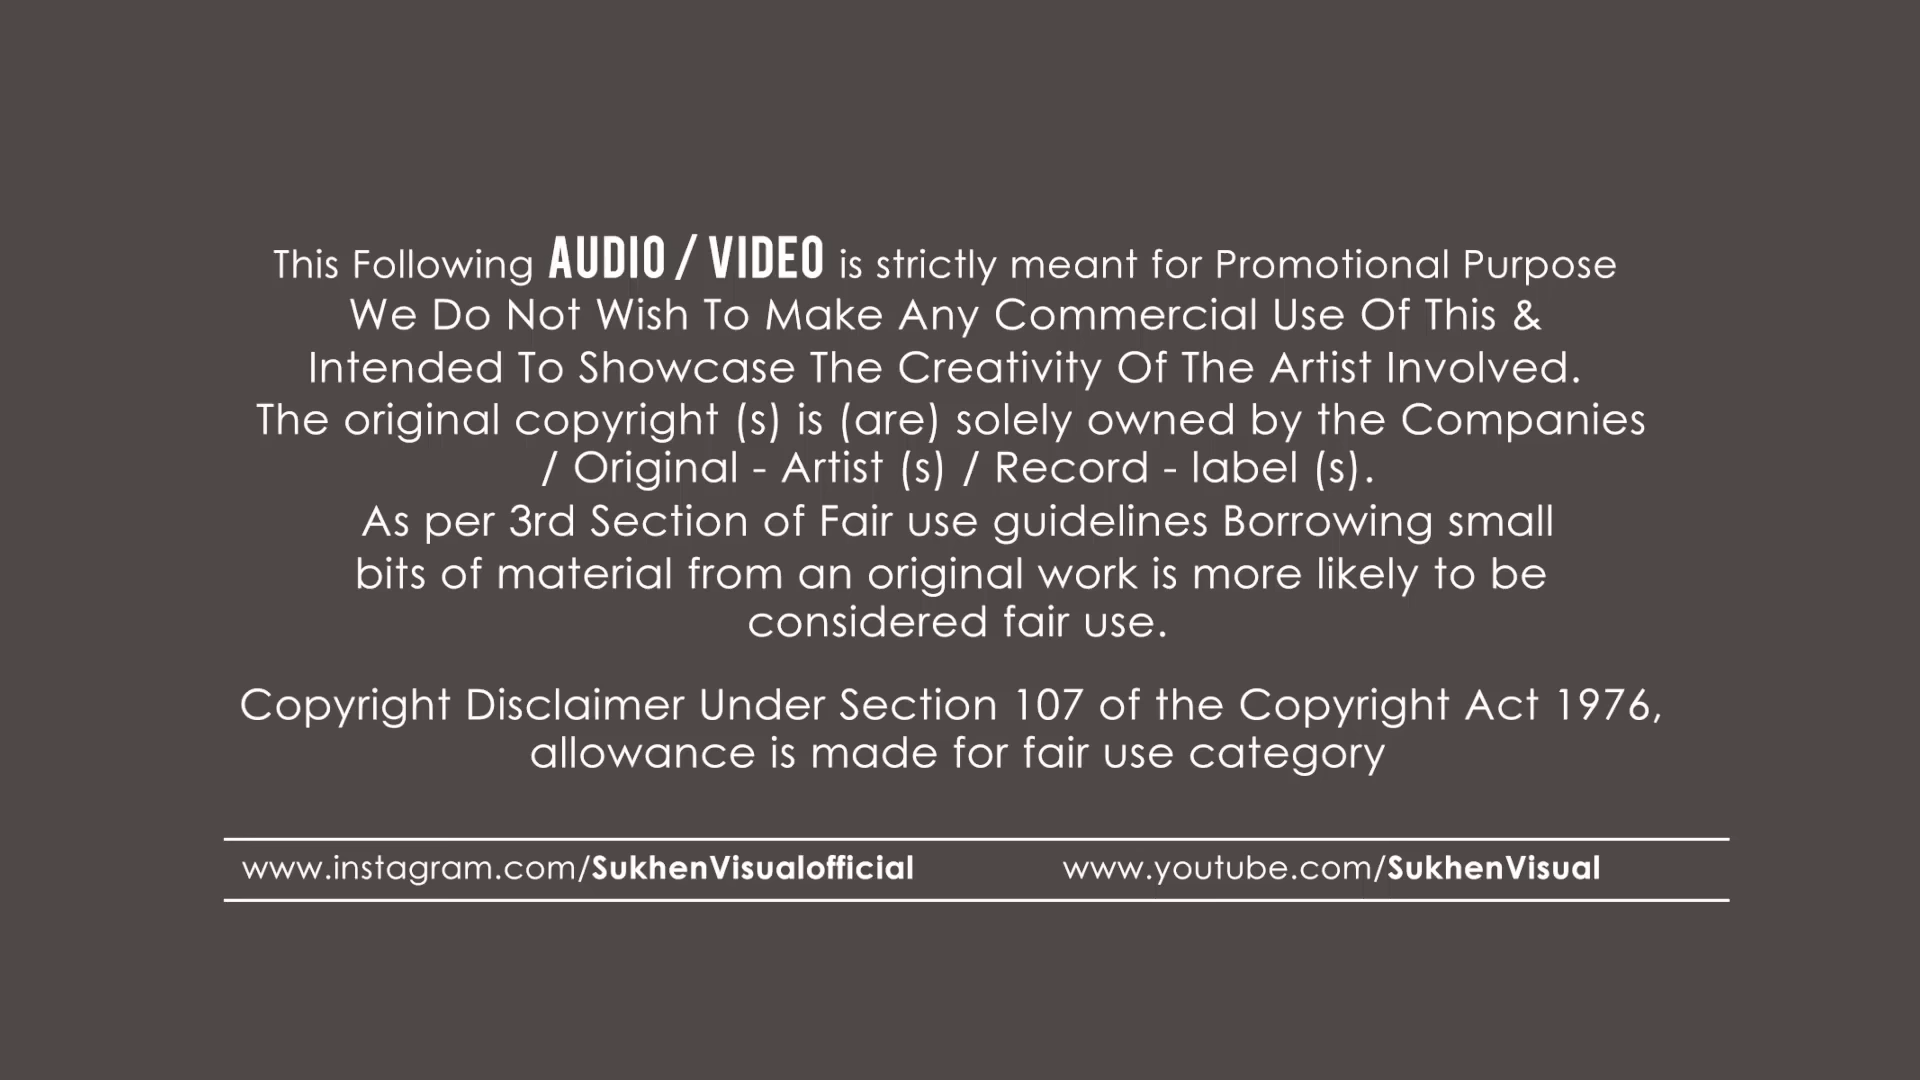 This Following AUDIO / VIDEO is strictly meant for Promotional Purpose
We Do Not Wish To Make Any Commercial Use Of This &
Intended To Showcase The Creativity Of The Artist Involved.
The original copyright (s) is (are) solely owned by the Companies
/ Original - Artist (s) / Record - label (s).
As per 3rd Section of Fair use guidelines Borrowing small
bits of material from an original work is more likely to be
considered fair use.
Copyright Disclaimer Under Section 107 of the Copyright Act 1976,
allowance is made for fair use category
www.instagram.com/SukhenVisualofficial www.youtube.com/SukhenVisual